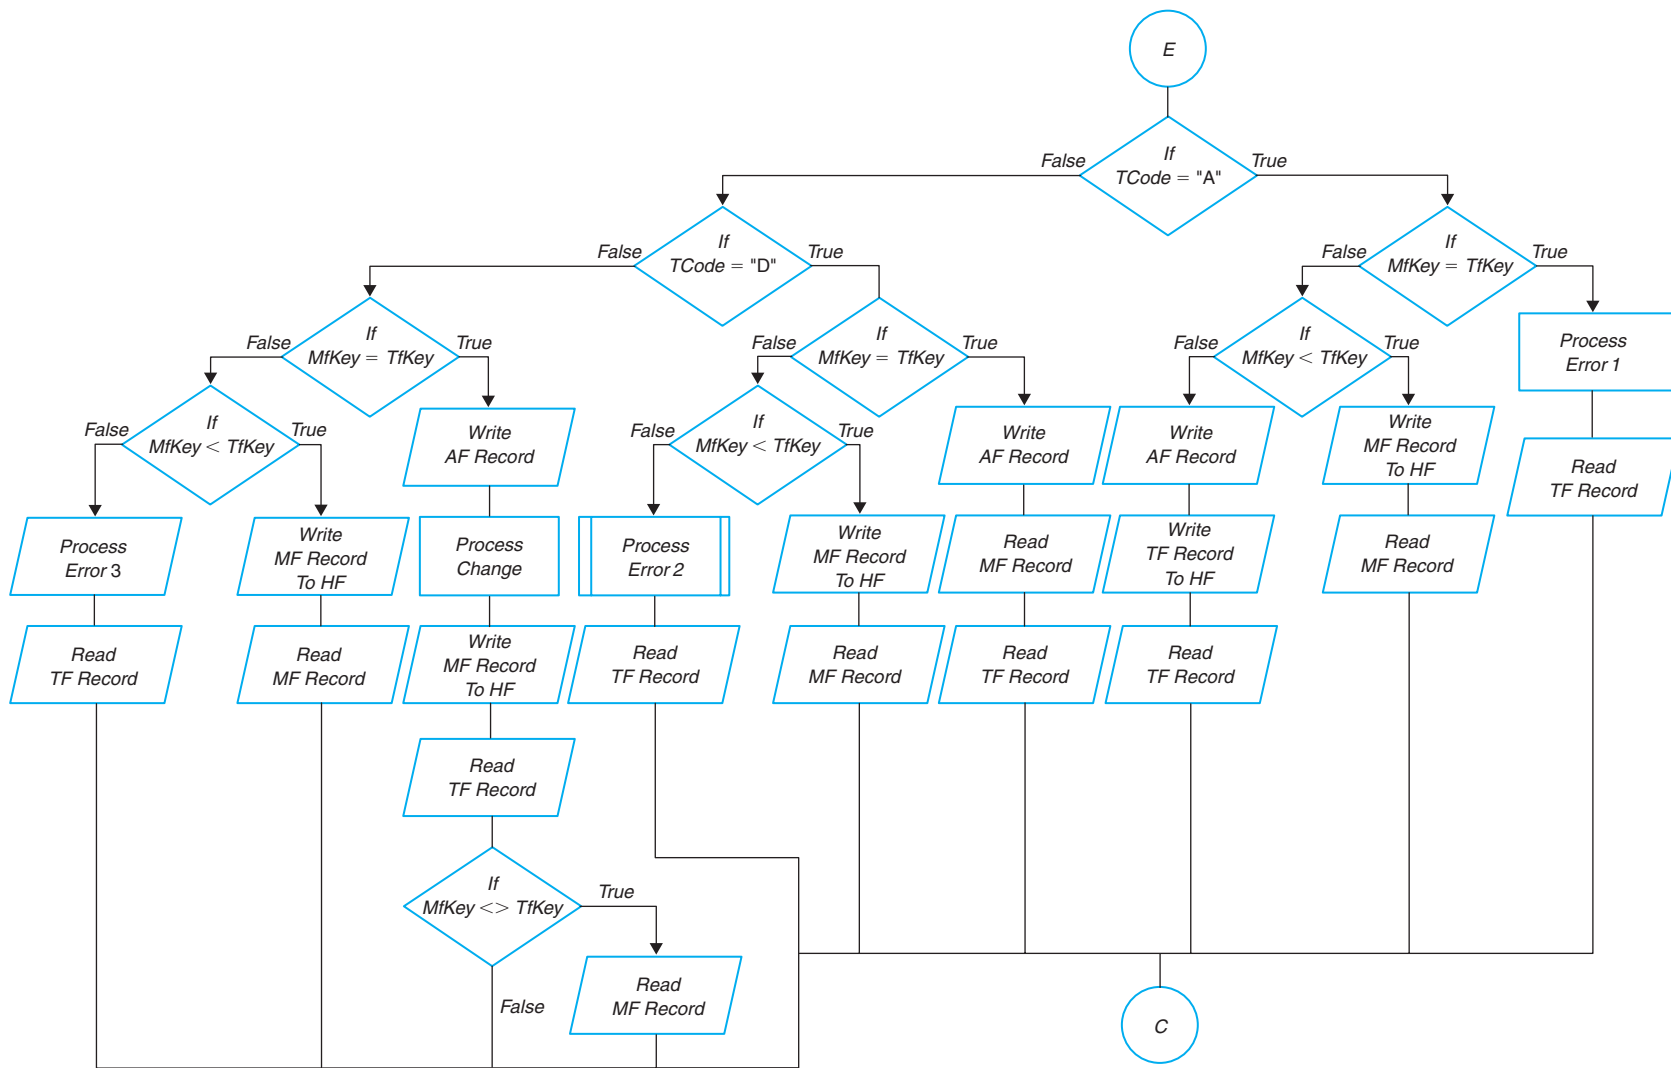 E
If
TCode = "A"
False
True
If
TCode = "D"
False
True
If
MfKey = TfKey
False
True
If
MfKey = TfKey
False
True
If
MfKey = TfKey
False
True
If
MfKey < TfKey
False
True
Process
Error 1
If
MfKey < TfKey
False
True
If
MfKey < TfKey
False
True
Write
AF Record
Write
AF Record
Write
AF Record
Write
MF Record
To HF
Read
TF Record
Process
Error 3
Write
MF Record
To HF
Process
Change
Process
Error 2
Write
MF Record
To HF
Read
MF Record
Write
TF Record
To HF
Read
MF Record
Read
TF Record
Read
MF Record
Write
MF Record
To HF
Read
TF Record
Read
MF Record
Read
TF Record
Read
TF Record
Read
TF Record
If
MfKey <> TfKey
True
False
Read
MF Record
C